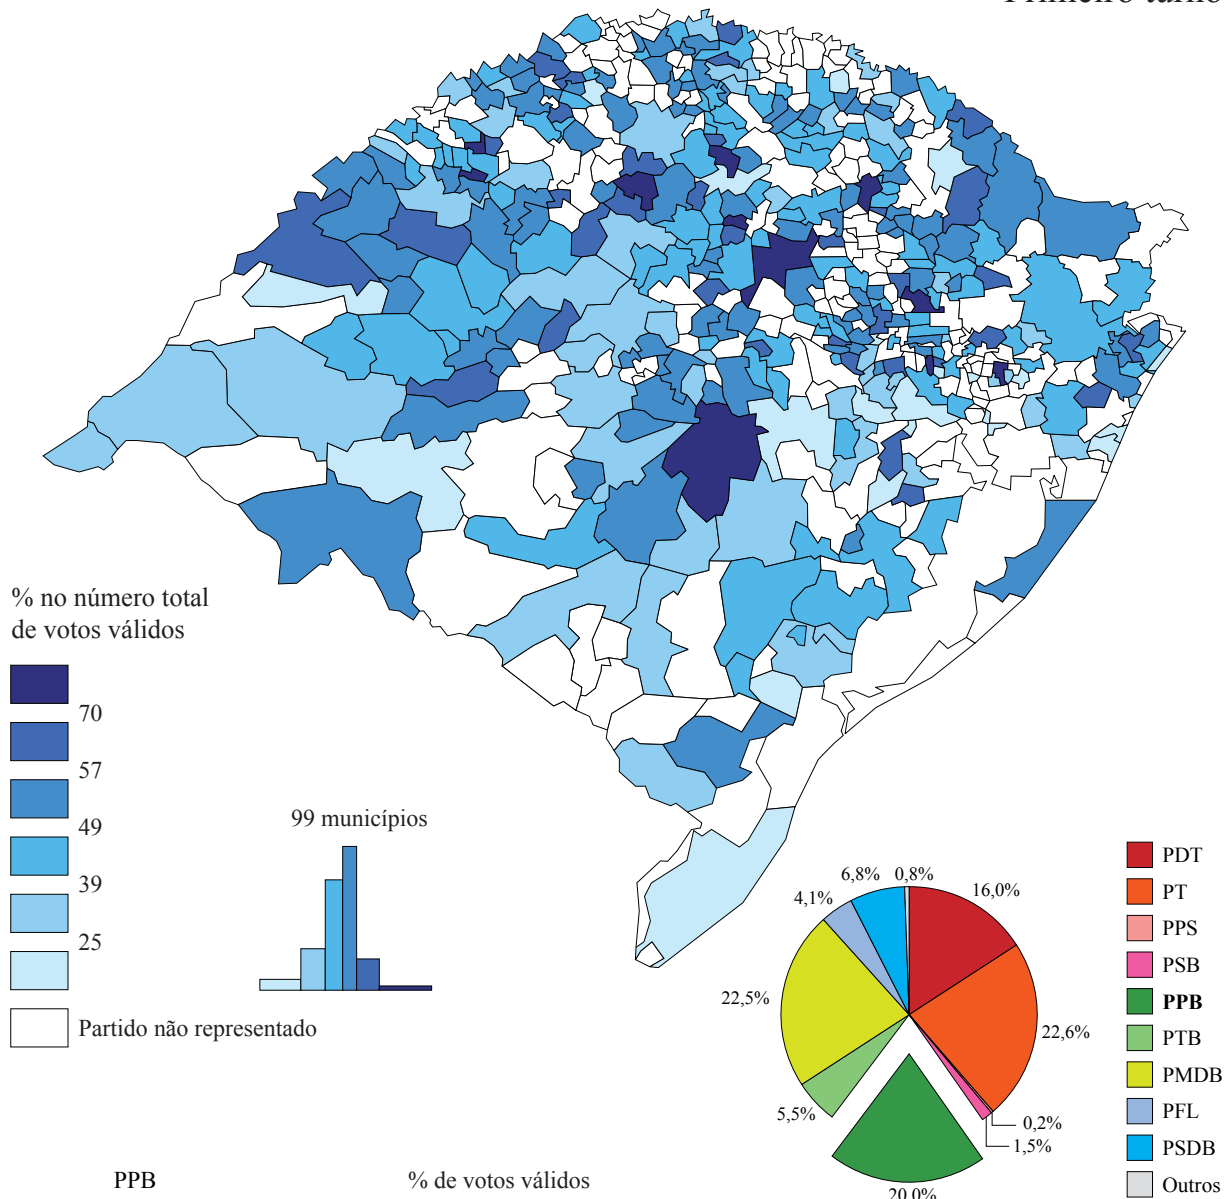 Primeiro turno
% no número total
de votos válidos
70
57
49
39
25
Partido não representado
99 municípios
6,8%
0,8%
4,1%
16,0%
22,5%
22,6%
5,5%
0,2%
1,5%
20,0%
PDT
PT
PPS
PSB
PPB
PTB
PMDB
PFL
PSDB
Outros
PPB
% de votos válidos